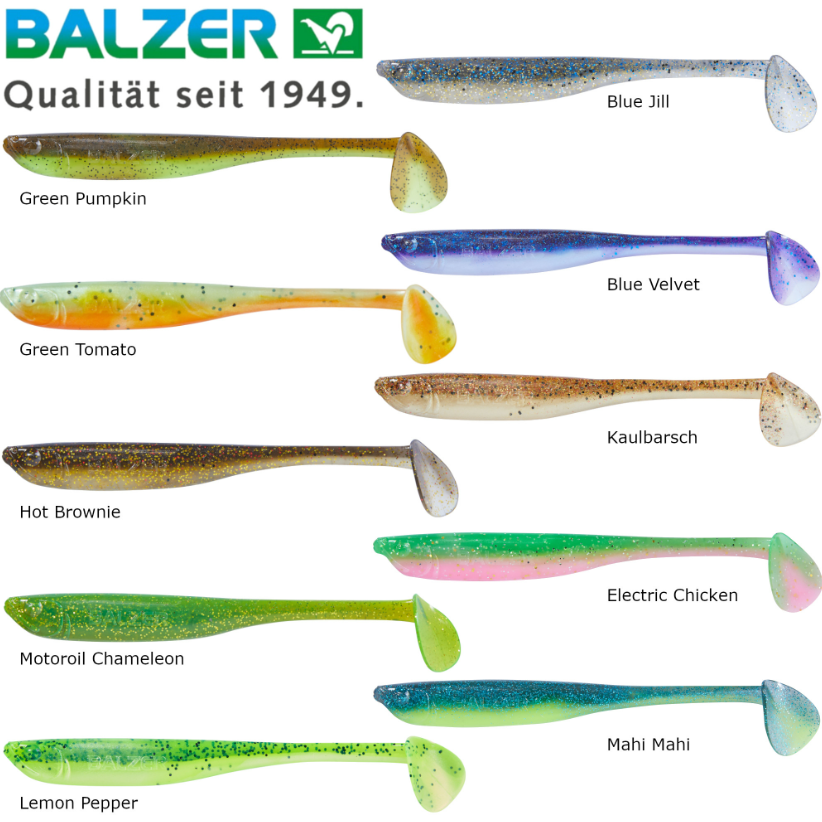 BALZER
Qualität seit 1949.
Blue Jill
Green Pumpkin
Blue Velvet
Green Tomato
Kaulbarsch
Hot Brownie
Electric Chicken
Motoroil Chameleon
Mahi Mahi
BALZER
Lemon Pepper